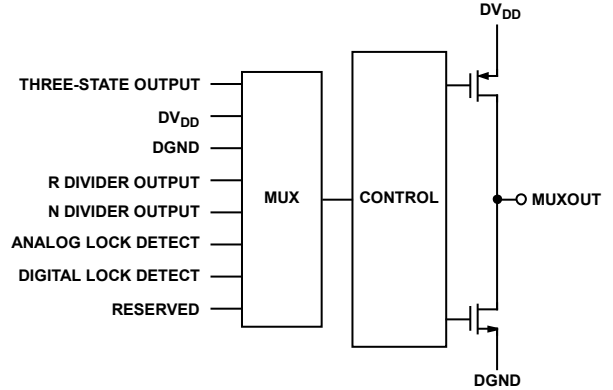 DVDD
THREE-STATE OUTPUT
DVDD
DGND
R DIVIDER OUTPUT
N DIVIDER OUTPUT
ANALOG LOCK DETECT
DIGITAL LOCK DETECT
RESERVED
MUX
CONTROL
MUXOUT
DGND